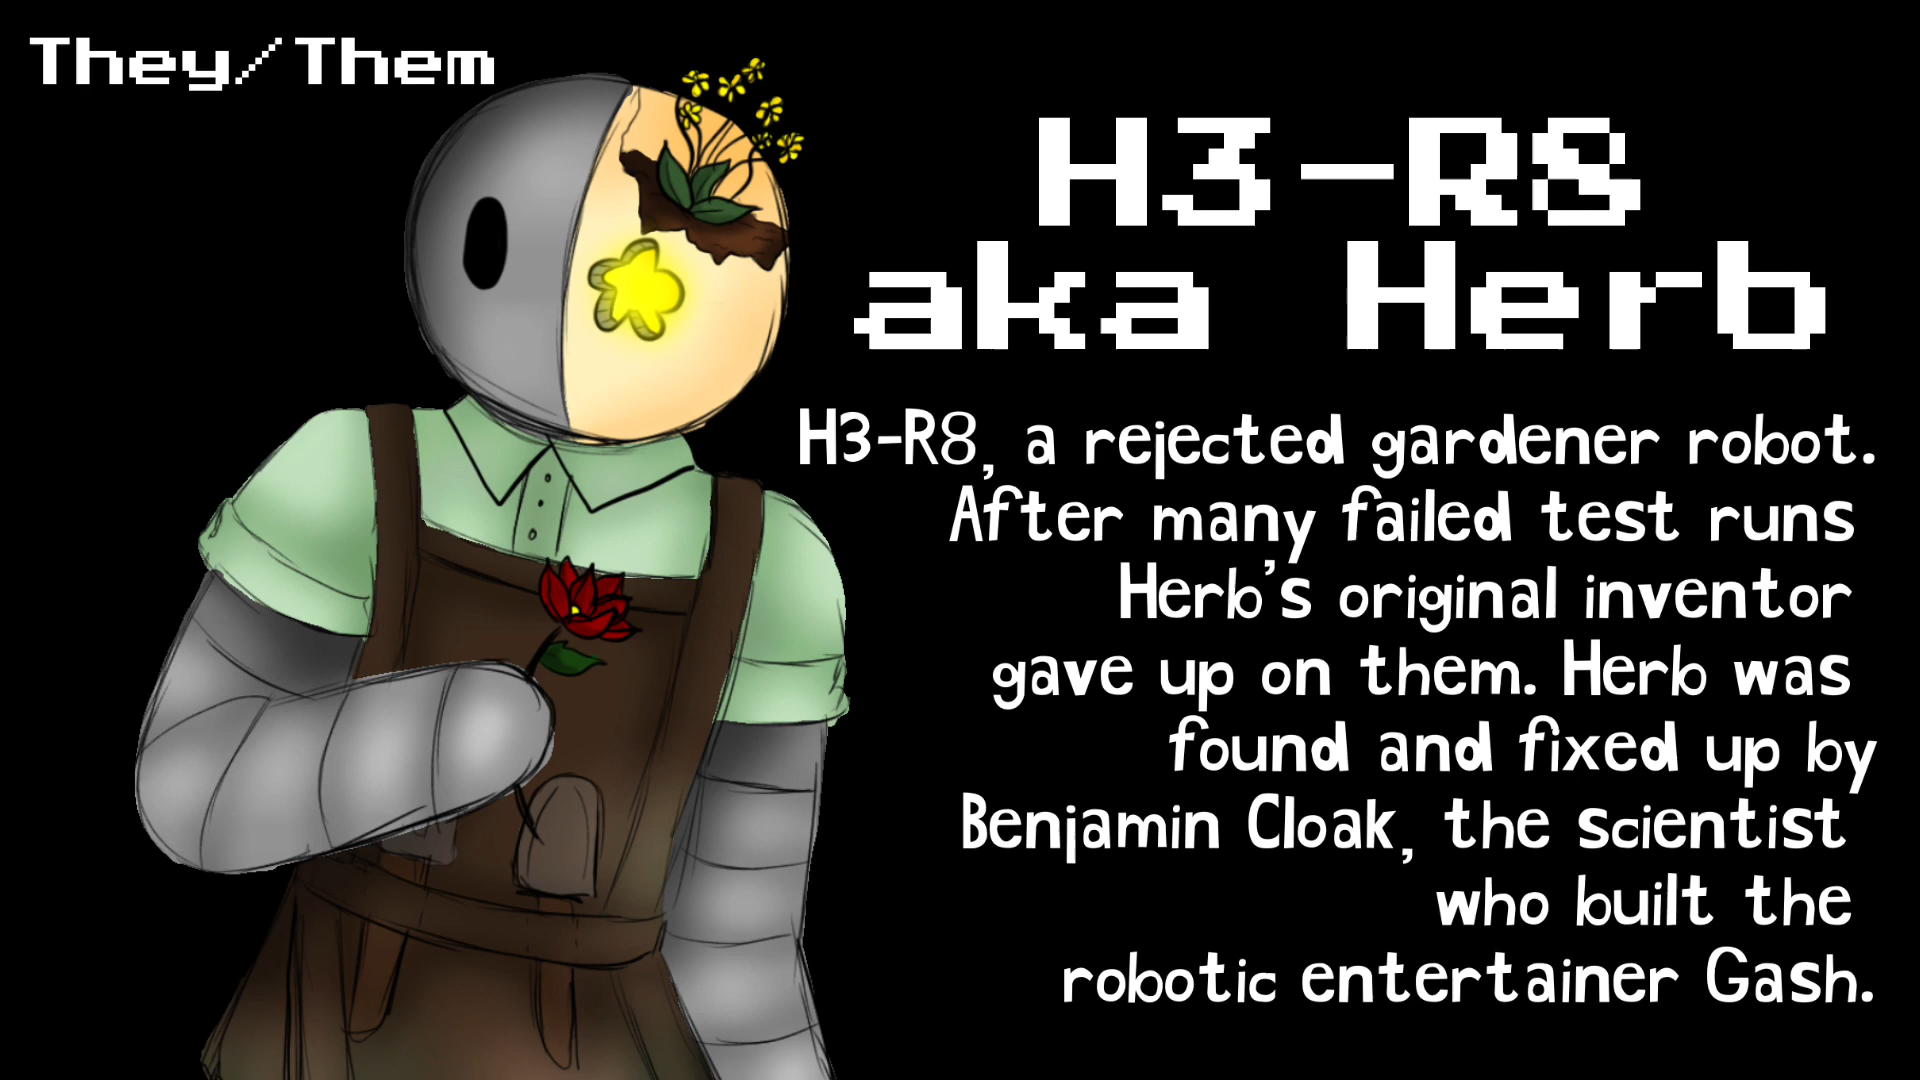 They/Them
H3-R8
aka Herb
H3-R8, a rejected gardener robot.
After many failed test runs
Herb's original inventor
gave up on them. Herb was
found and fixed up by
Benjamin Cloak, the scientist
who built the
robotic entertainer Gash.